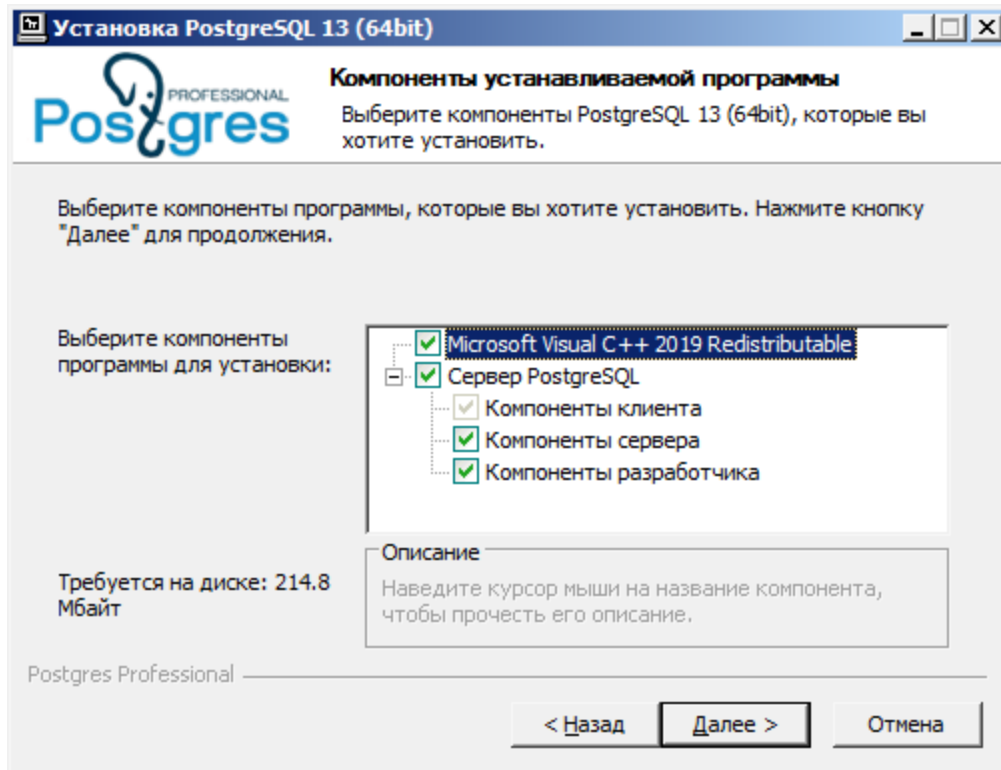 Установка PostgreSQL 13 (64bit)
PROFESSIONAL
Postgres
Компоненты устанавливаемой программы
Выберите компоненты PostgreSQL 13 (64bit), которые вы
хотите установить.
Выберите компоненты программы, которые вы хотите установить. Нажмите кнопку
"Далее" для продолжения.
Выберите компоненты
программы для установки:
Microsoft Visual C++ 2019 Redistributable
Сервер PostgreSQL
Компоненты клиента
Компоненты сервера
Компоненты разработчика
Требуется на диске: 214.8
Мбайт
Описание
Наведите курсор мыши на название компонента,
чтобы прочесть его описание.
Postgres Professional
< Назад
Далее >
Отмена